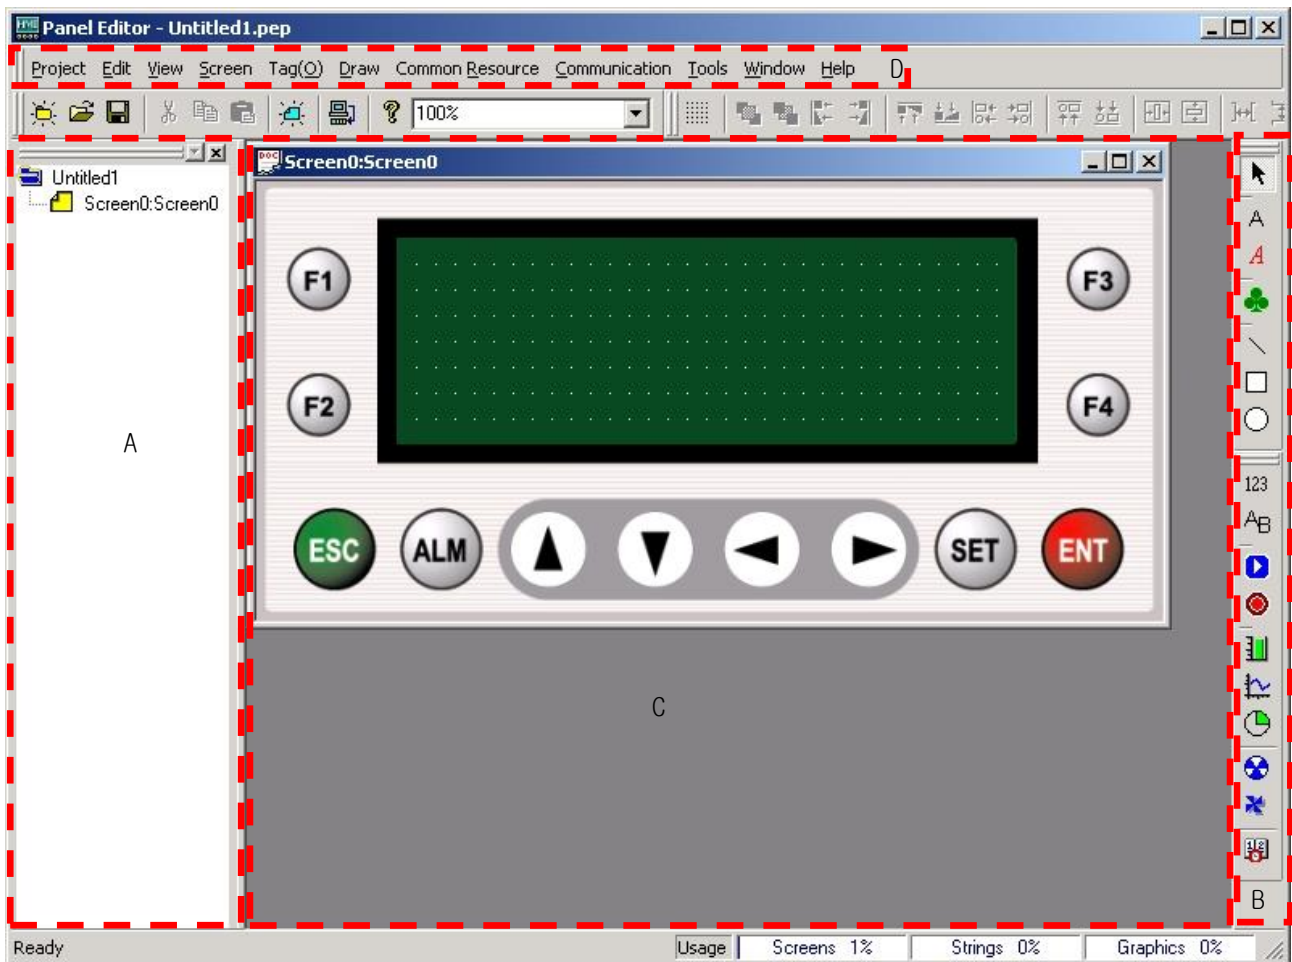 Panel Editor - Untitled1.pep
Project Edit View Screen Tag(O) Draw Common Resource Communication Tools Window Help D
100%
Untitled1
Screen0:Screen0
A
DOC Screen0:Screen0
F1
F2
F3
F4
ESC ALM SET ENT
C
A
A
123
AB
12
B
Ready Usage Screens 1% Strings 0% Graphics 0%